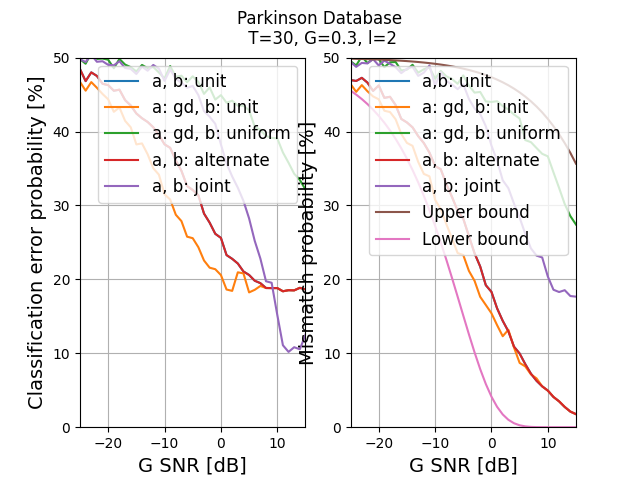 Parkinson Database
T=30, G=0.3, l=2
Classification error probability [%]
50
40
30
20
10
0
−20
−10
0
10
G SNR [dB]
a, b: unit
a: gd, b: unit
a: gd, b: uniform
a, b: alternate
a, b: joint
Mismatch probability [%]
50
40
30
20
10
0
−20
−10
0
10
G SNR [dB]
a,b: unit
a: gd, b: unit
a: gd, b: uniform
a, b: alternate
a, b: joint
Upper bound
Lower bound